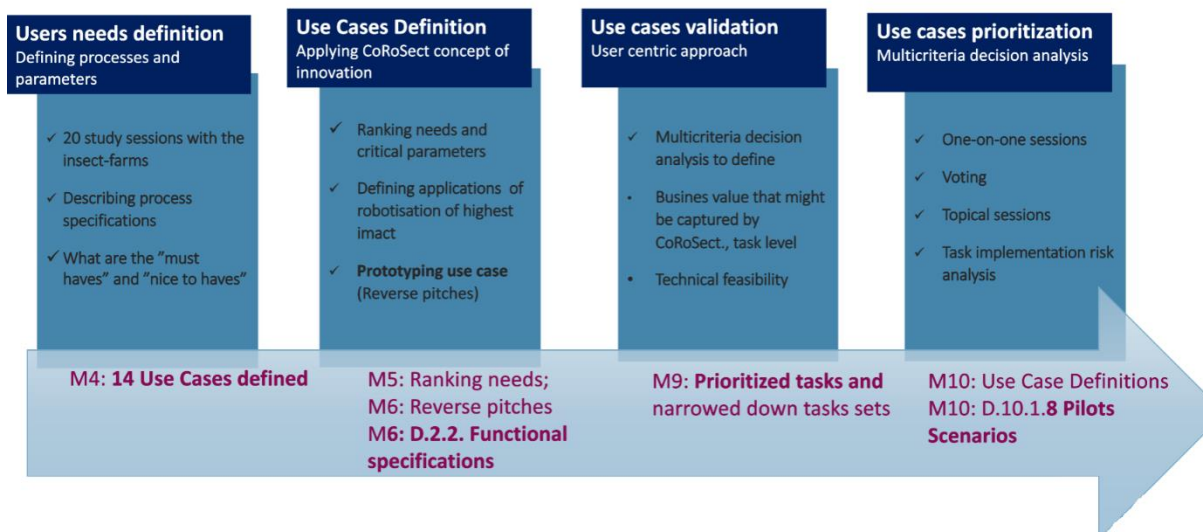 Users needs definition
Defining processes and
parameters
✓ 20 study sessions with the
insect-farms
✓ Describing process
specifications
✓ What are the ”must
haves” and ”nice to haves”
Use Cases Definition
Applying CoRoSect concept of
innovation
✓ Ranking needs and
critical parameters
✓ Defining applications of
robotisation of highest
imact
✓ Prototyping use case
(Reverse pitches)
Use cases validation
User centric approach
✓ Multicriteria decision
analysis to define
• Busines value that might
be captured by
CoRoSect., task level
• Technical feasibility
Use cases prioritization
Multicriteria decision analysis
✓ One-on-one sessions
✓ Voting
✓ Topical sessions
✓ Task implementation risk
analysis
M4: 14 Use Cases defined
M5: Ranking needs;
M6: Reverse pitches
M6: D.2.2. Functional
specifications
M9: Prioritized tasks and
narrowed down tasks sets
M10: Use Case Definitions
M10: D.10.1.8 Pilots
Scenarios